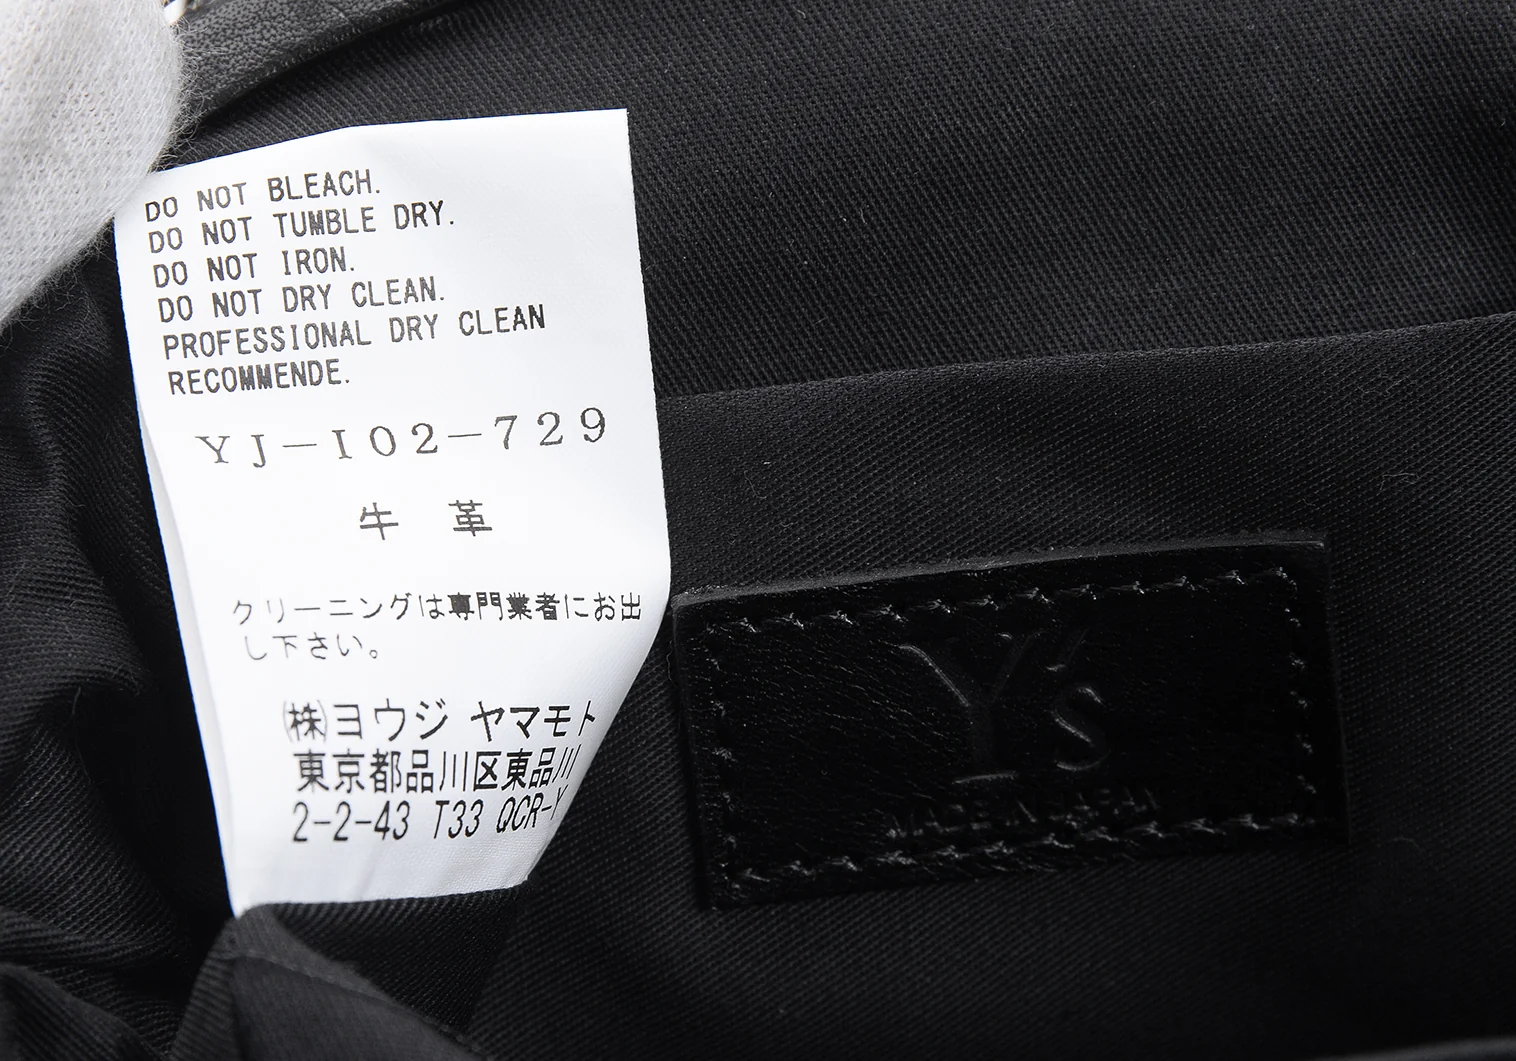 DO NOT BLEACH.
DO NOT TUMBLE DRY.
DO NOT IRON.
DO NOT DRY CLEAN.
PROFESSIONAL DRY CLEAN
RECOMMENDE.
YJ-I02-729
牛 革
クリーニングは専門業者にお出
し下さい。
(株)ヨウジ ヤマモト
東京都品川区東品川
2-2-43 T33 QCR-Y
Y's
MADE IN JAPAN